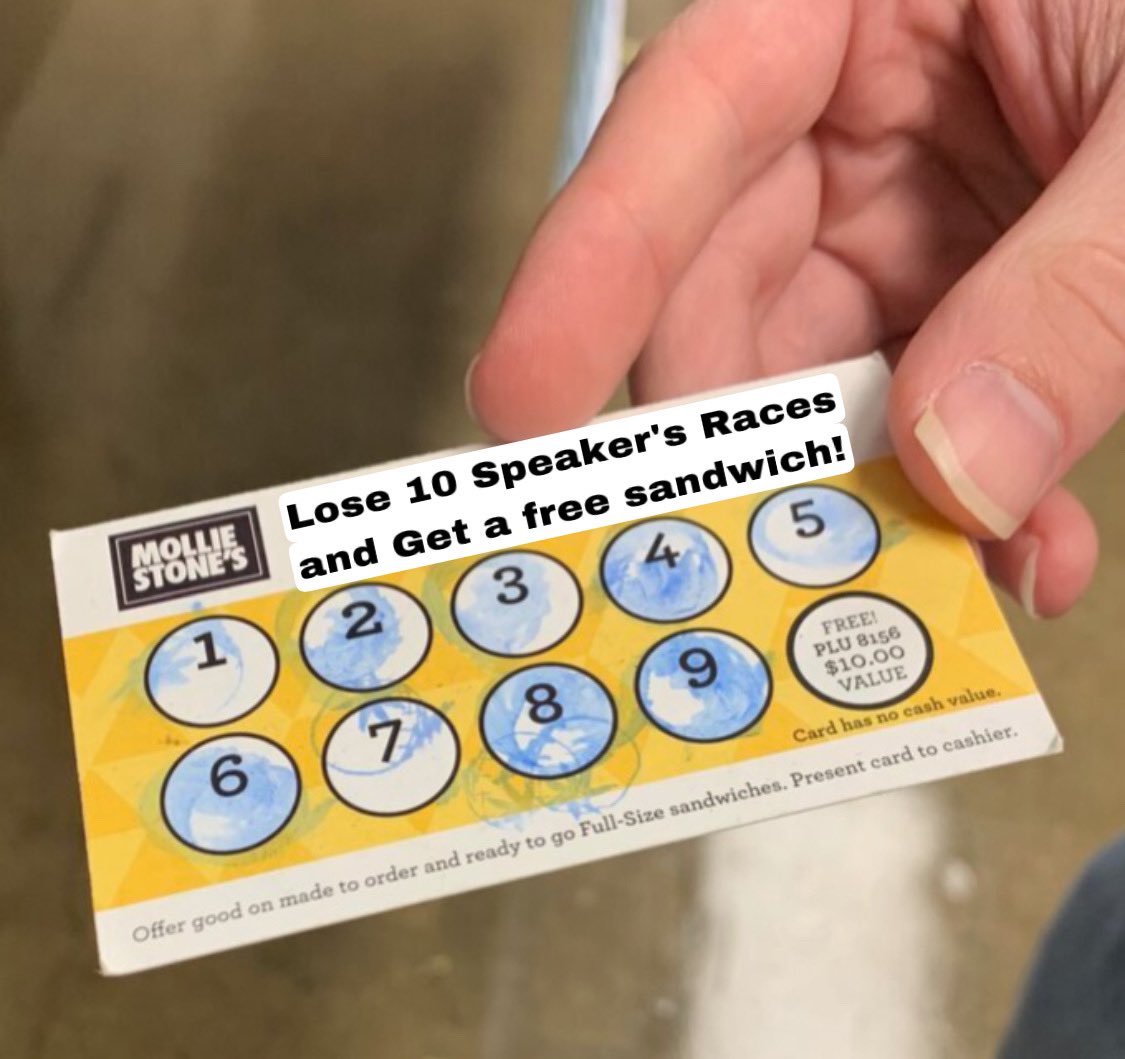 MOLLIE
STONE'S
Lose 10 Speaker's Races
and Get a free sandwich!
1
2
3
4
5
6
7
8
9
FREE!
PLU 8156
$10.00
VALUE
Card has no cash value.
Offer good on made to order and ready to go Full-Size sandwiches. Present card to cashier.